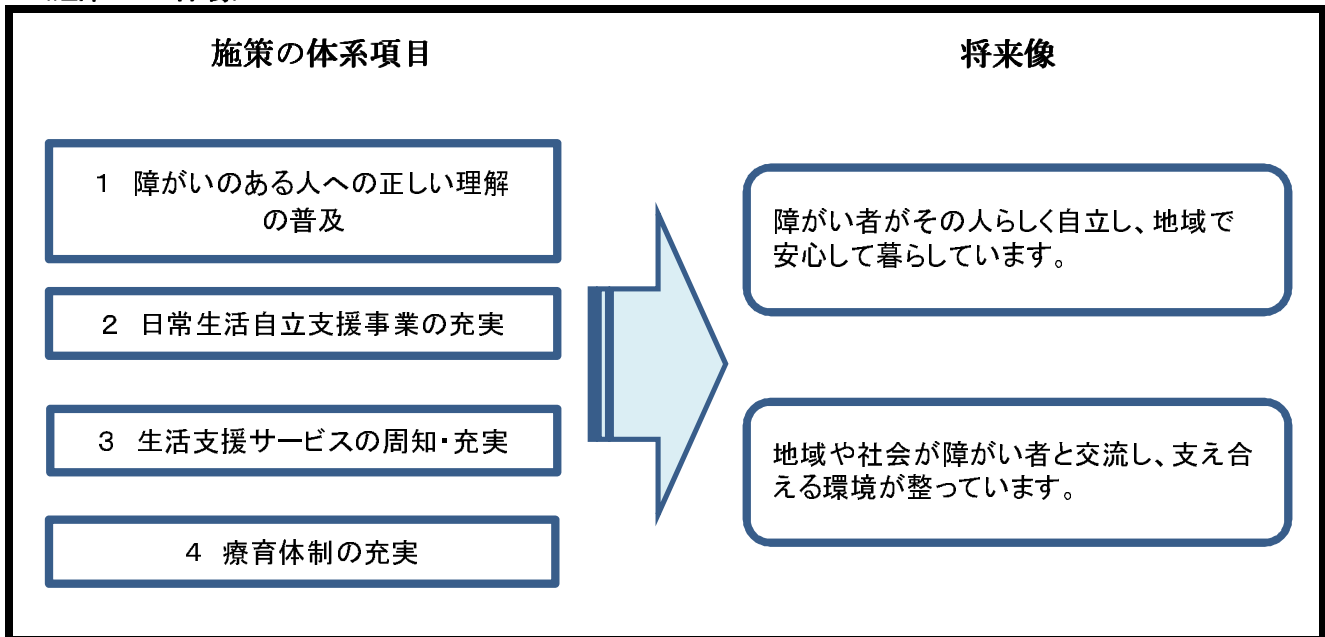 施策の体系項目
将来像
1 障がいのある人への正しい理解
の普及
2 日常生活自立支援事業の充実
3 生活支援サービスの周知・充実
4 療育体制の充実
障がい者がその人らしく自立し、地域で
安心して暮らしています。
地域や社会が障がい者と交流し、支え合
える環境が整っています。